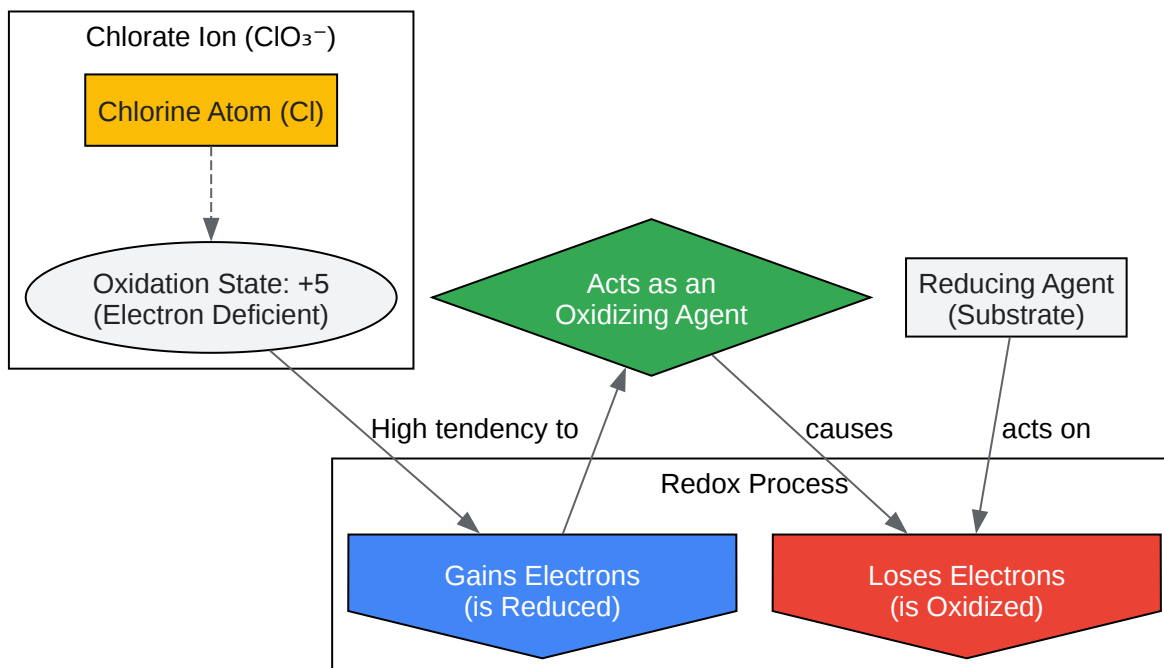 Chlorate Ion (ClO₃⁻)
Chlorine Atom (Cl)
Oxidation State: +5
(Electron Deficient)
Acts as an
Oxidizing Agent
Reducing Agent
(Substrate)
High tendency to
causes
acts on
Redox Process
Gains Electrons
(is Reduced)
Loses Electrons
(is Oxidized)